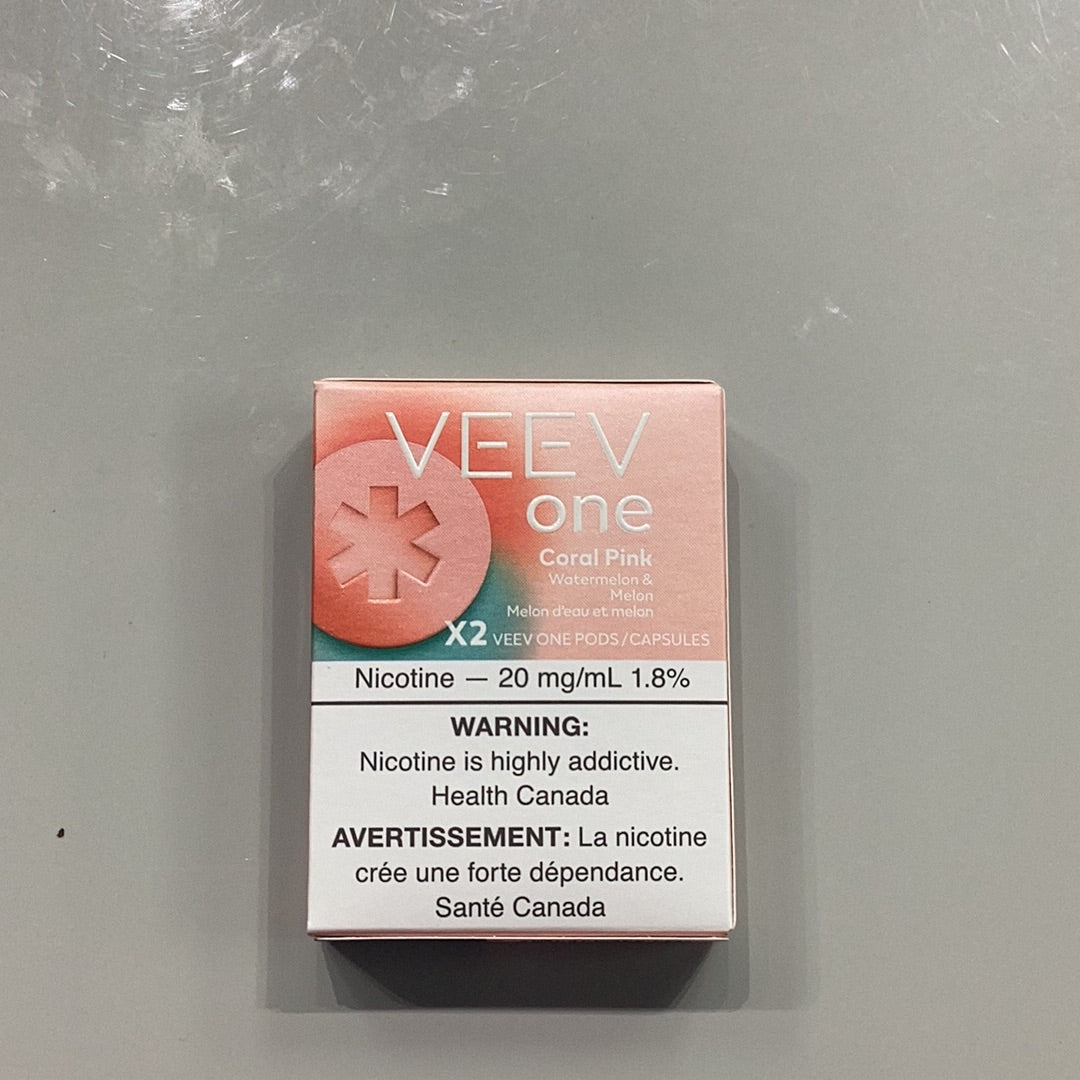 VEEV
one
Coral Pink
Watermelon &
Melon
Melon d'eau et melon
X2 VEEV ONE PODS/CAPSULES
Nicotine — 20 mg/mL 1.8%
WARNING:
Nicotine is highly addictive.
Health Canada
AVERTISSEMENT: La nicotine
crée une forte dépendance.
Santé Canada